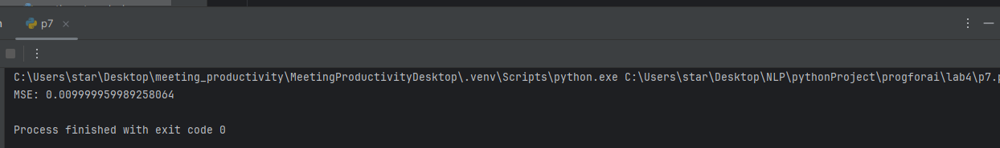 p7
C:\Users\star\Desktop\meeting_productivity\MeetingProductivityDesktop\.venv\Scripts\python.exe C:\Users\star\Desktop\NLP\pythonProject\progforai\lab4\p7.p
MSE: 0.009999959989258064
Process finished with exit code 0